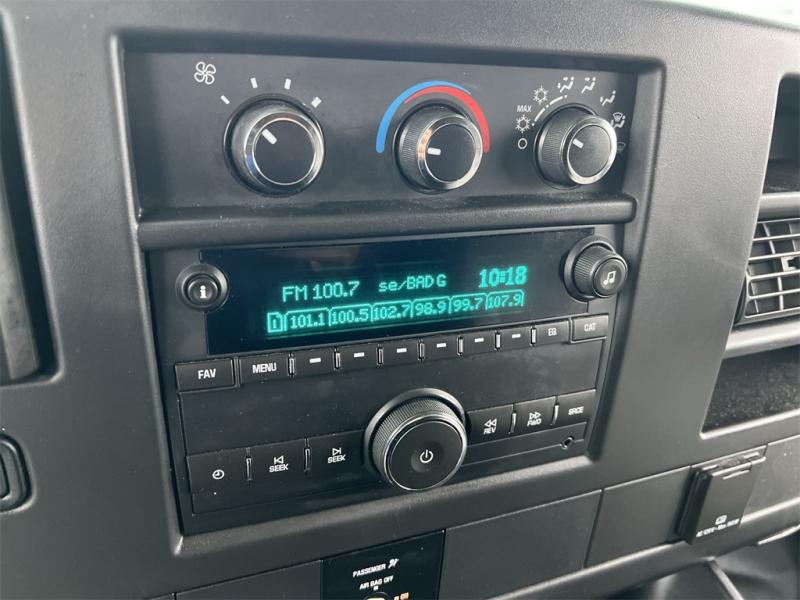 MAX
FM 100.7 se/BAD G 10:18
1 101.1 100.5 102.7 98.9 99.7 107.9
i
FAV MENU EQ CAT
SEEK SEEK REV FWD SRCE
PASSENGER
AIR BAG OFF